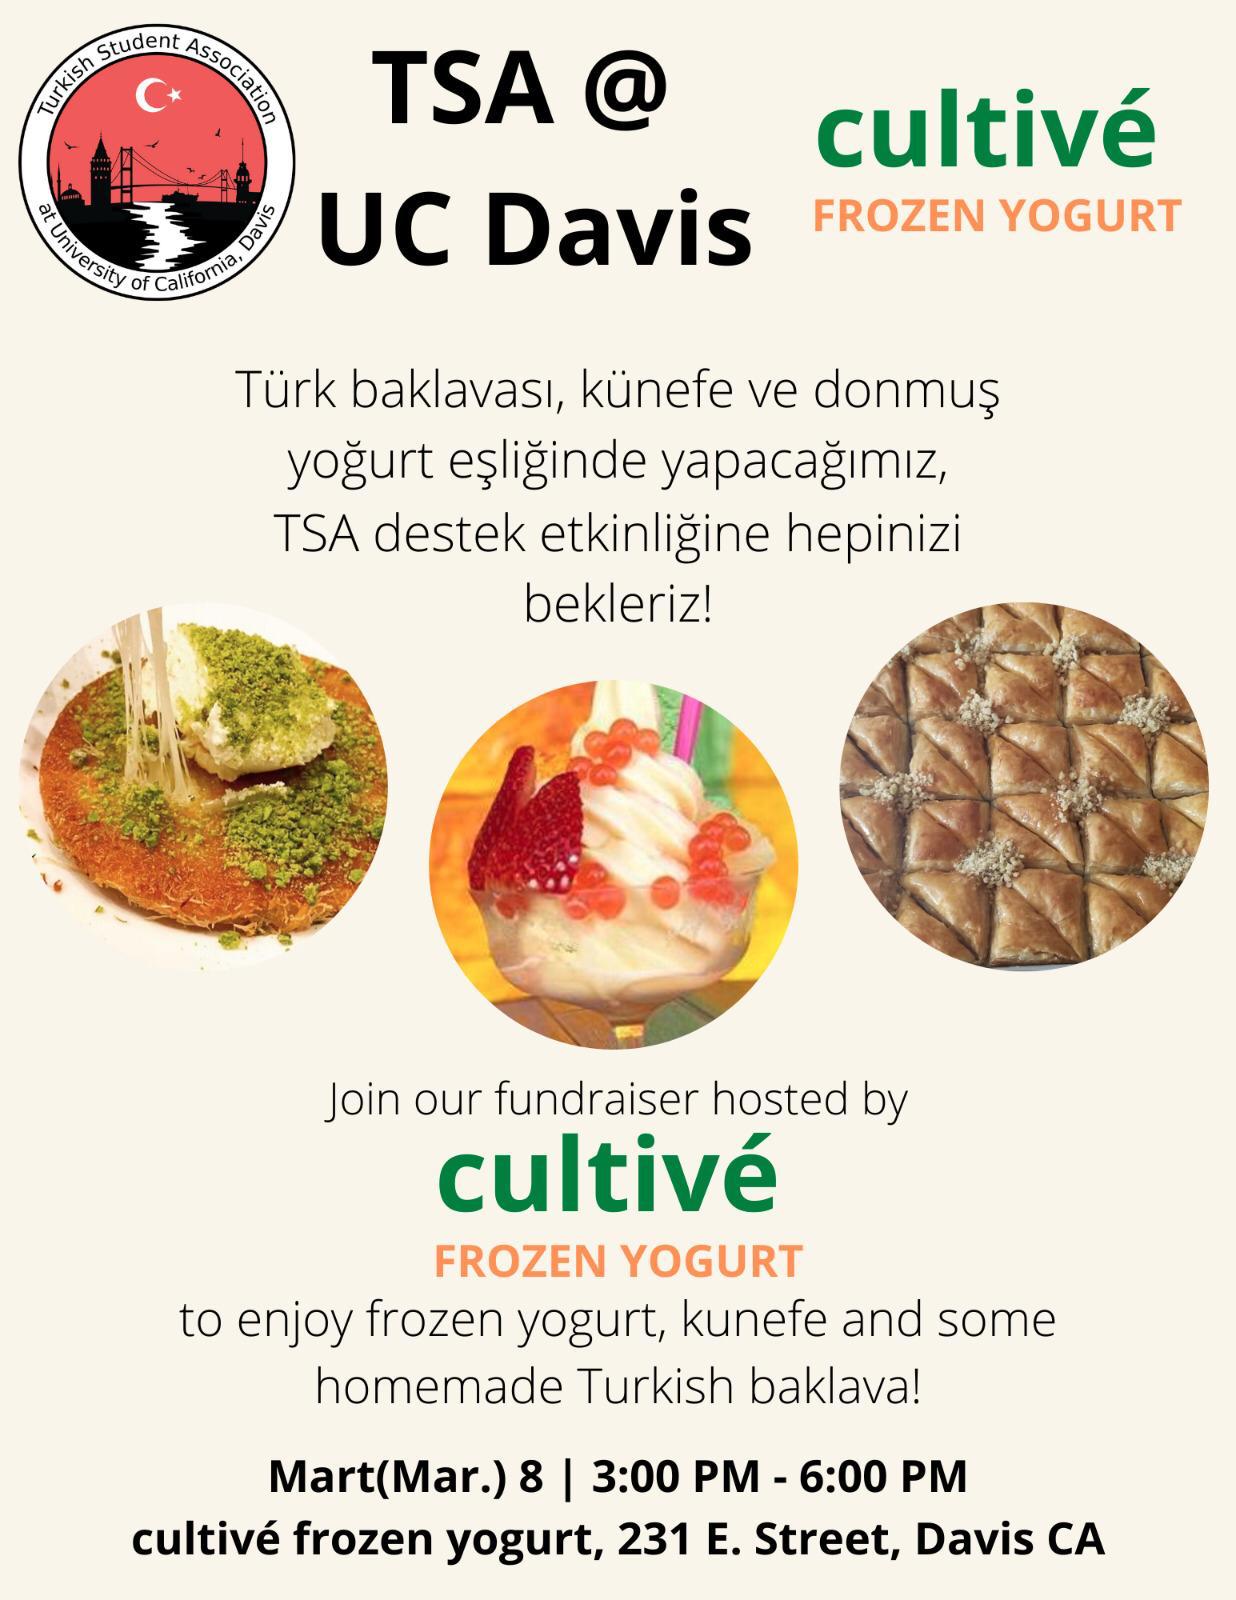 Turkish Student Association
at University of California, Davis
TSA @
UC Davis
cultivé
FROZEN YOGURT
Türk baklavası, künefe ve donmuş
yoğurt eşliğinde yapacağımız,
TSA destek etkinliğine hepinizi
bekleriz!
Join our fundraiser hosted by
cultivé
FROZEN YOGURT
to enjoy frozen yogurt, kunefe and some
homemade Turkish baklava!
Mart(Mar.) 8 | 3:00 PM - 6:00 PM
cultivé frozen yogurt, 231 E. Street, Davis CA